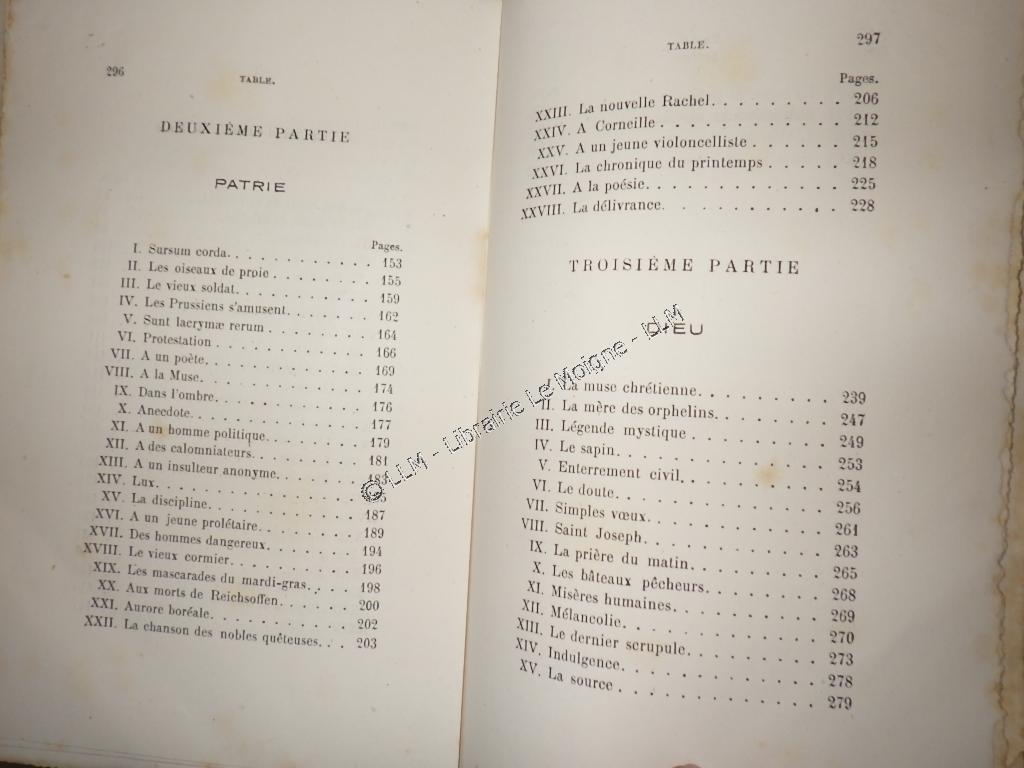 296
TABLE.
DEUXIÈME PARTIE
PATRIE
Pages.
I. Sursum corda. . . . . . . . . . . . 153
II. Les oiseaux de proie . . . . . . . . . 155
III. Le vieux soldat. . . . . . . . . . . 159
IV. Les Prussiens s'amusent. . . . . . . 162
V. Sunt lacrymæ rerum . . . . . . . . 164
VI. Protestation . . . . . . . . . . . . 166
VII. A un poète. . . . . . . . . . . . . 169
VIII. A la Muse. . . . . . . . . . . . . 174
IX. Dans l'ombre. . . . . . . . . . . . 176
X. Anecdote. . . . . . . . . . . . . . 177
XI. A un homme politique. . . . . . . . 179
XII. A des calomniateurs. . . . . . . . . 181
XIII. A un insulteur anonyme. . . . . . .
XIV. Lux. . . . . . . . . . . . . . . .
XV. La discipline. . . . . . . . . . . . 187
XVI. A un jeune prolétaire. . . . . . . . 189
XVII. Des hommes dangereux. . . . . . . 194
XVIII. Le vieux cormier. . . . . . . . . . 196
XIX. Les mascarades du mardi-gras. . . . 198
XX. Aux morts de Reichsoffen. . . . . . 200
XXI. Aurore boréale. . . . . . . . . . . 202
XXII. La chanson des nobles quêteuses. . . 203
TABLE.
297
Pages.
XXIII. La nouvelle Rachel. . . . . . . . . 206
XXIV. A Corneille . . . . . . . . . . . . 212
XXV. A un jeune violoncelliste . . . . . . 215
XXVI. La chronique du printemps . . . . . 218
XXVII. A la poésie. . . . . . . . . . . . 225
XXVIII. La délivrance. . . . . . . . . . . 228
TROISIÈME PARTIE
DIEU
I. La muse chrétienne. . . . . . . . . 239
II. La mère des orphelins. . . . . . . . 247
III. Légende mystique . . . . . . . . . 249
IV. Le sapin. . . . . . . . . . . . . . 253
V. Enterrement civil. . . . . . . . . . 254
VI. Le doute. . . . . . . . . . . . . . 256
VII. Simples vœux. . . . . . . . . . . 261
VIII. Saint Joseph. . . . . . . . . . . . 263
IX. La prière du matin. . . . . . . . . 265
X. Les bâteaux pêcheurs. . . . . . . . 268
XI. Misères humaines. . . . . . . . . . 269
XII. Mélancolie. . . . . . . . . . . . . 270
XIII. Le dernier scrupule. . . . . . . . . 273
XIV. Indulgence. . . . . . . . . . . . . 278
XV. La source . . . . . . . . . . . . . 279
© LLM - Librairie Le Moigne - LLM